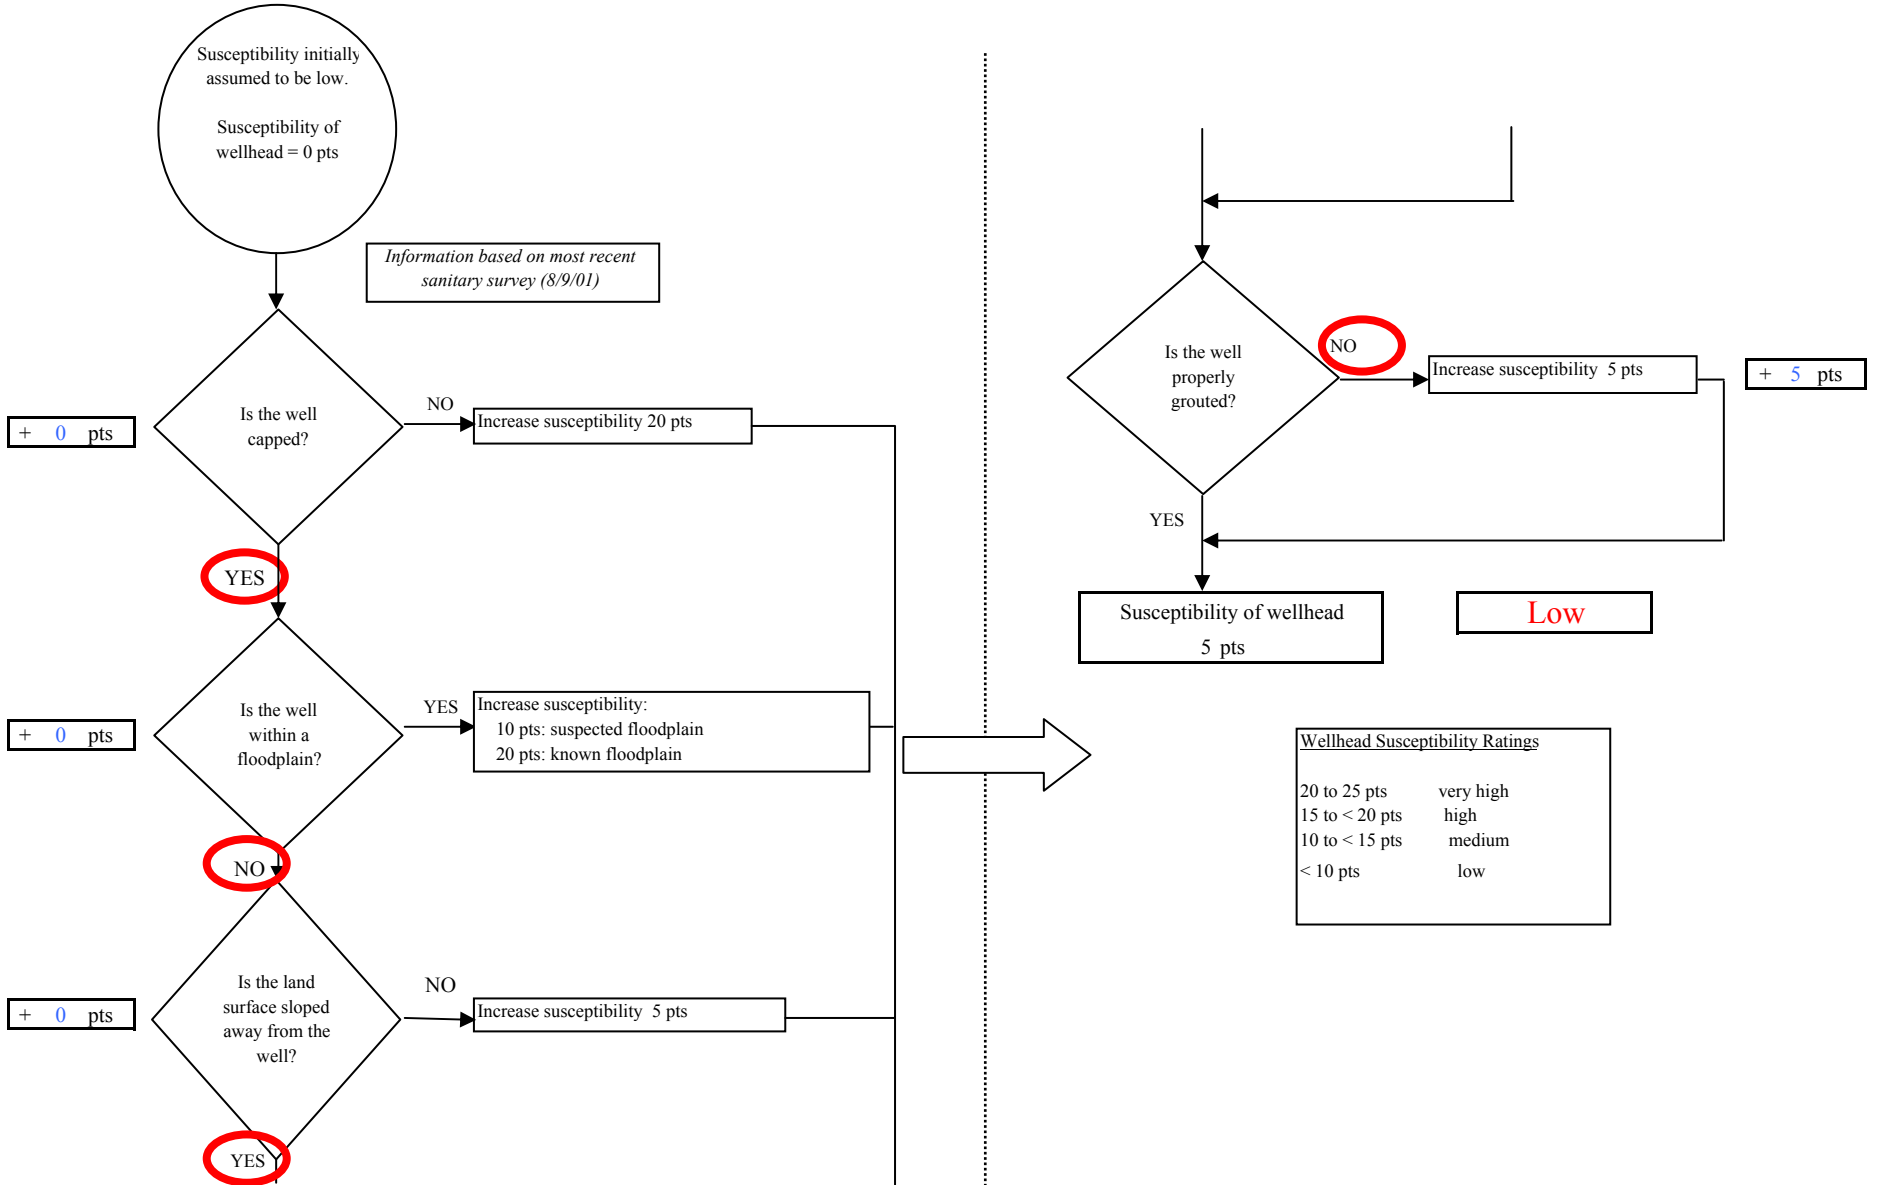 Susceptibility initially
assumed to be low.
Susceptibility of
wellhead = 0 pts
Information based on most recent
sanitary survey (8/9/01)
Is the well
capped?
NO
Increase susceptibility 20 pts
+ 0 pts
YES
Is the well
within a
floodplain?
YES
Increase susceptibility:
10 pts: suspected floodplain
20 pts: known floodplain
+ 0 pts
NO
Is the land
surface sloped
away from the
well?
NO
Increase susceptibility 5 pts
+ 0 pts
YES
Is the well
properly
grouted?
NO
Increase susceptibility 5 pts
+ 5 pts
YES
Susceptibility of wellhead
5 pts
Low
Wellhead Susceptibility Ratings
20 to 25 pts very high
15 to < 20 pts high
10 to < 15 pts medium
< 10 pts low